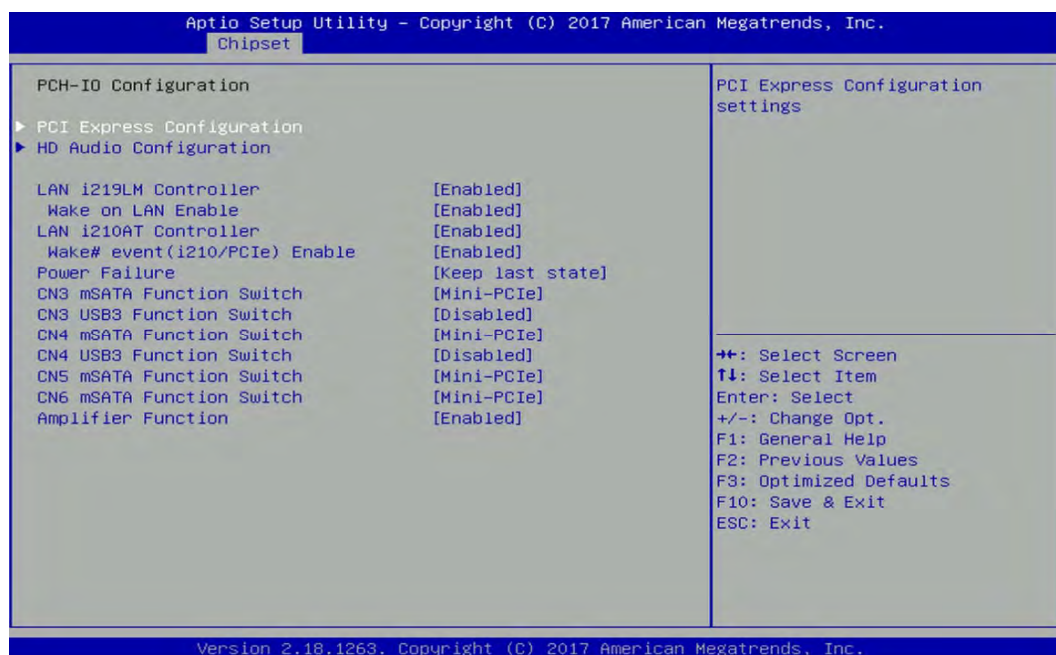 Aptio Setup Utility – Copyright (C) 2017 American Megatrends, Inc.
Chipset
PCH-IO Configuration
PCI Express Configuration
HD Audio Configuration
LAN i219LM Controller [Enabled]
Wake on LAN Enable [Enabled]
LAN i210AT Controller [Enabled]
Wake# event(i210/PCIe) Enable [Enabled]
Power Failure [Keep last state]
CN3 mSATA Function Switch [Mini-PCIe]
CN3 USB3 Function Switch [Disabled]
CN4 mSATA Function Switch [Mini-PCIe]
CN4 USB3 Function Switch [Disabled]
CN5 mSATA Function Switch [Mini-PCIe]
CN6 mSATA Function Switch [Mini-PCIe]
Amplifier Function [Enabled]
PCI Express Configuration
settings
→←: Select Screen
↑↓: Select Item
Enter: Select
+/-: Change Opt.
F1: General Help
F2: Previous Values
F3: Optimized Defaults
F10: Save & Exit
ESC: Exit
Version 2.18.1263. Copyright (C) 2017 American Megatrends, Inc.